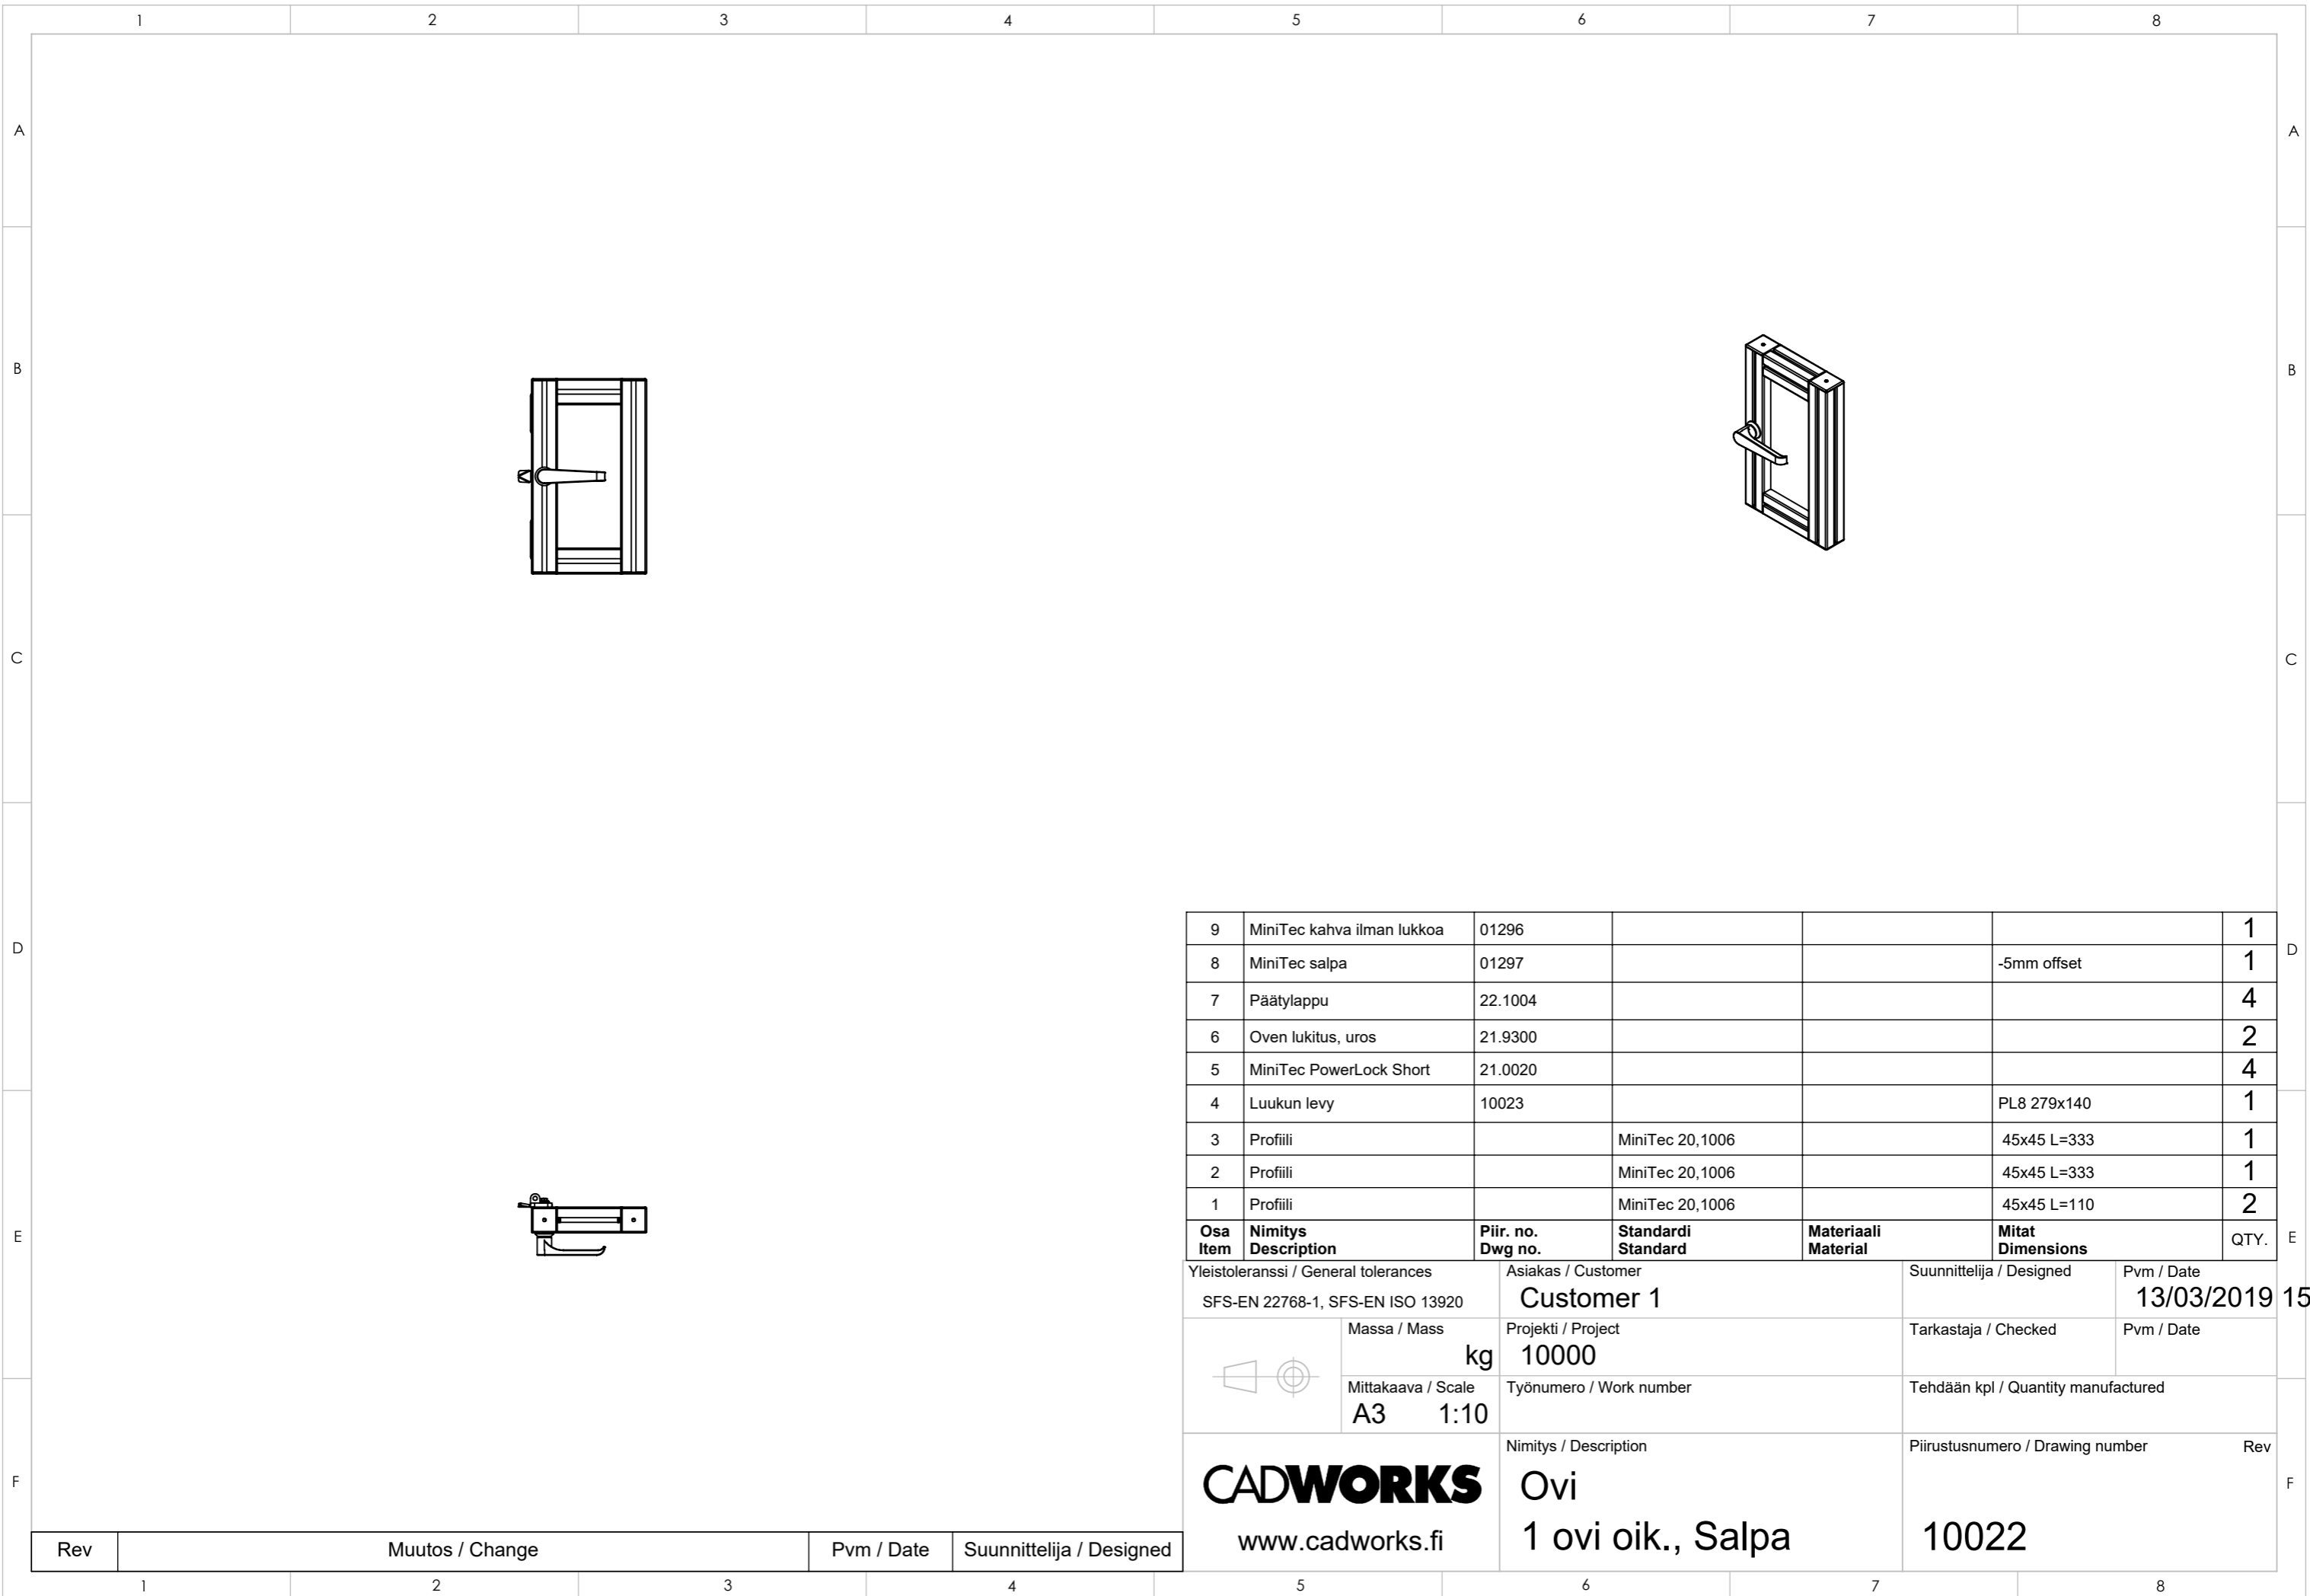 1 2 3 4 5 6 7 8
A A
B B
C C
D D
E E
F F
9 MiniTec kahva ilman lukkoa 01296 1
8 MiniTec salpa 01297 -5mm offset 1
7 Päätylappu 22.1004 4
6 Oven lukitus, uros 21.9300 2
5 MiniTec PowerLock Short 21.0020 4
4 Luukun levy 10023 PL8 279x140 1
3 Profiili MiniTec 20,1006 45x45 L=333 1
2 Profiili MiniTec 20,1006 45x45 L=333 1
1 Profiili MiniTec 20,1006 45x45 L=110 2
Osa Nimitys Piir. no. Standardi Materiaali Mitat QTY.
Item Description Dwg no. Standard Material Dimensions
Yleistoleranssi / General tolerances Asiakas / Customer Suunnittelija / Designed Pvm / Date
SFS-EN 22768-1, SFS-EN ISO 13920 Customer 1 13/03/2019 15
Massa / Mass Projekti / Project Tarkastaja / Checked Pvm / Date
kg 10000
Mittakaava / Scale Työnumero / Work number Tehdään kpl / Quantity manufactured
A3 1:10
Nimitys / Description Piirustusnumero / Drawing number Rev
CADWORKS Ovi
www.cadworks.fi 1 ovi oik., Salpa 10022
Rev Muutos / Change Pvm / Date Suunnittelija / Designed
1 2 3 4 5 6 7 8